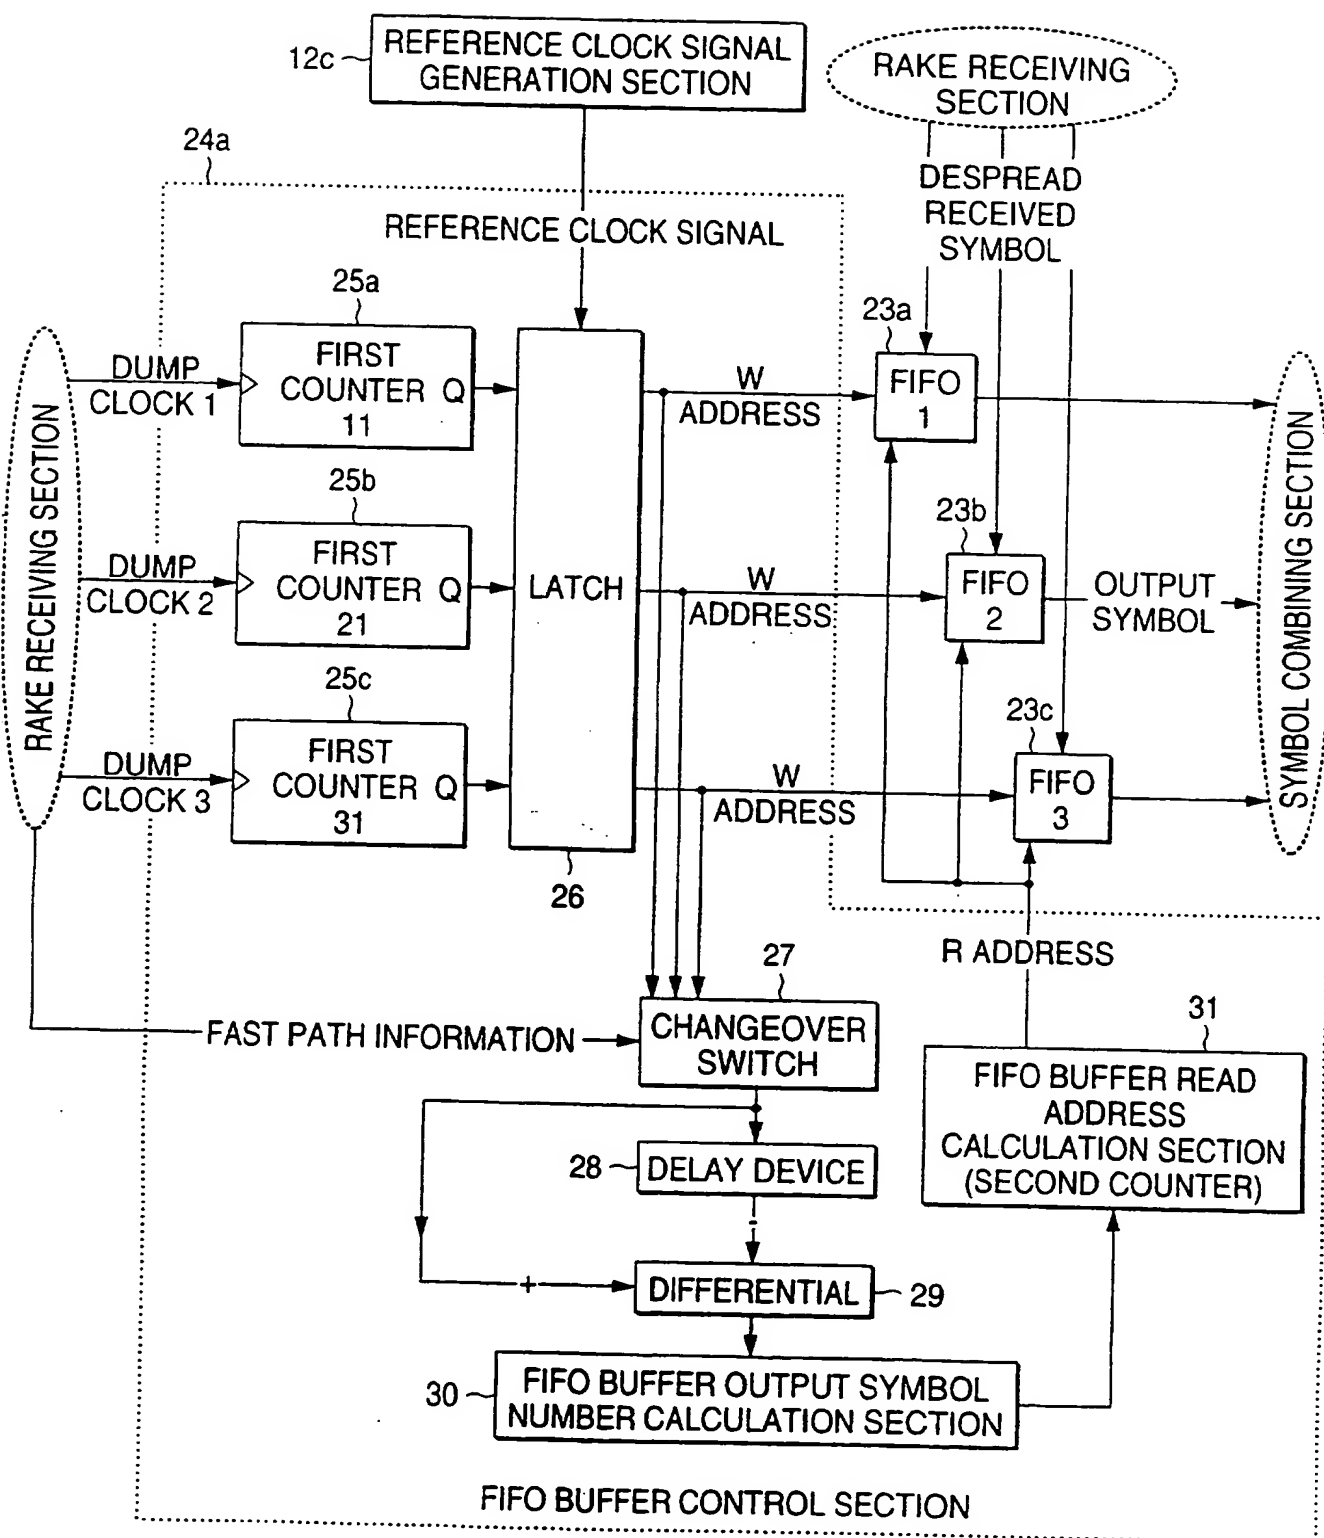 12c
REFERENCE CLOCK SIGNAL
GENERATION SECTION
RAKE RECEIVING
SECTION
24a
DESPREAD
RECEIVED
SYMBOL
REFERENCE CLOCK SIGNAL
25a
23a
RAKE RECEIVING SECTION
DUMP
CLOCK 1
FIRST
COUNTER Q
11
W
ADDRESS
FIFO
1
25b
23b
DUMP
CLOCK 2
FIRST
COUNTER Q
21
LATCH
W
ADDRESS
FIFO
2
OUTPUT
SYMBOL
SYMBOL COMBINING SECTION
25c
23c
DUMP
CLOCK 3
FIRST
COUNTER Q
31
W
ADDRESS
FIFO
3
26
R ADDRESS
27
FAST PATH INFORMATION
CHANGEOVER
SWITCH
31
FIFO BUFFER READ
ADDRESS
CALCULATION SECTION
(SECOND COUNTER)
28
DELAY DEVICE
-
+
DIFFERENTIAL
29
30
FIFO BUFFER OUTPUT SYMBOL
NUMBER CALCULATION SECTION
FIFO BUFFER CONTROL SECTION